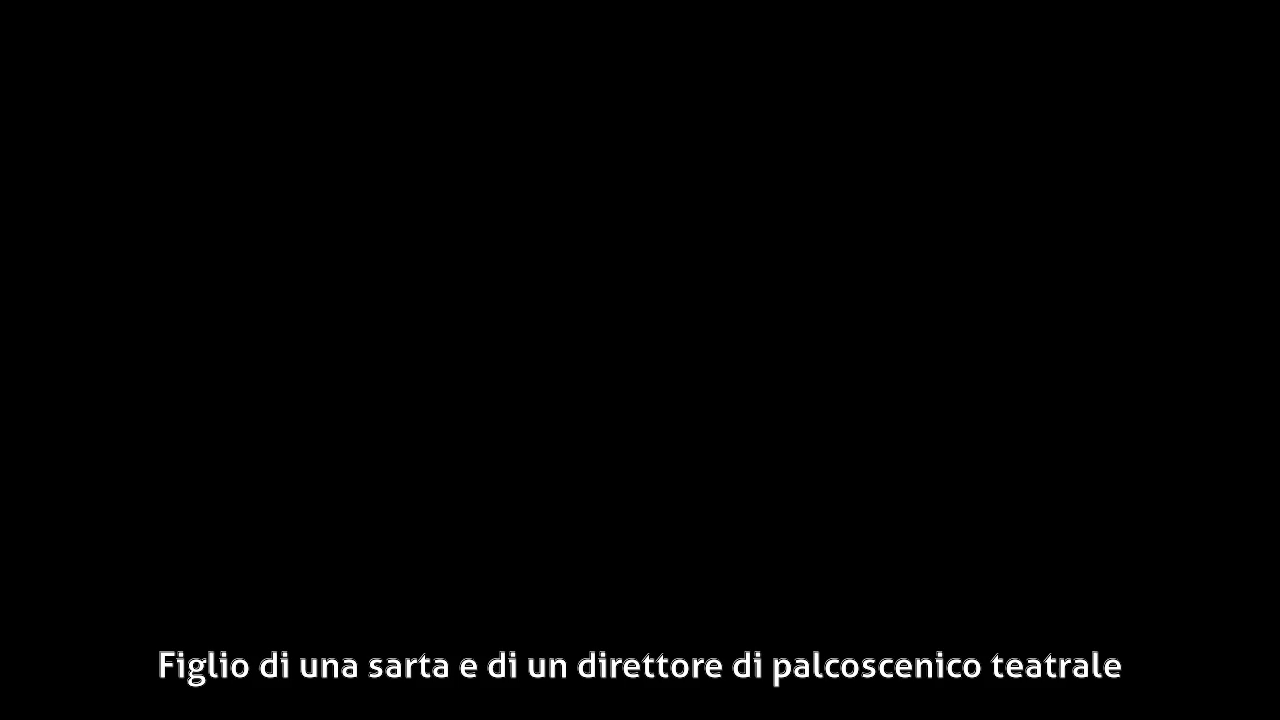 Figlio di una sarta e di un direttore di palcoscenico teatrale